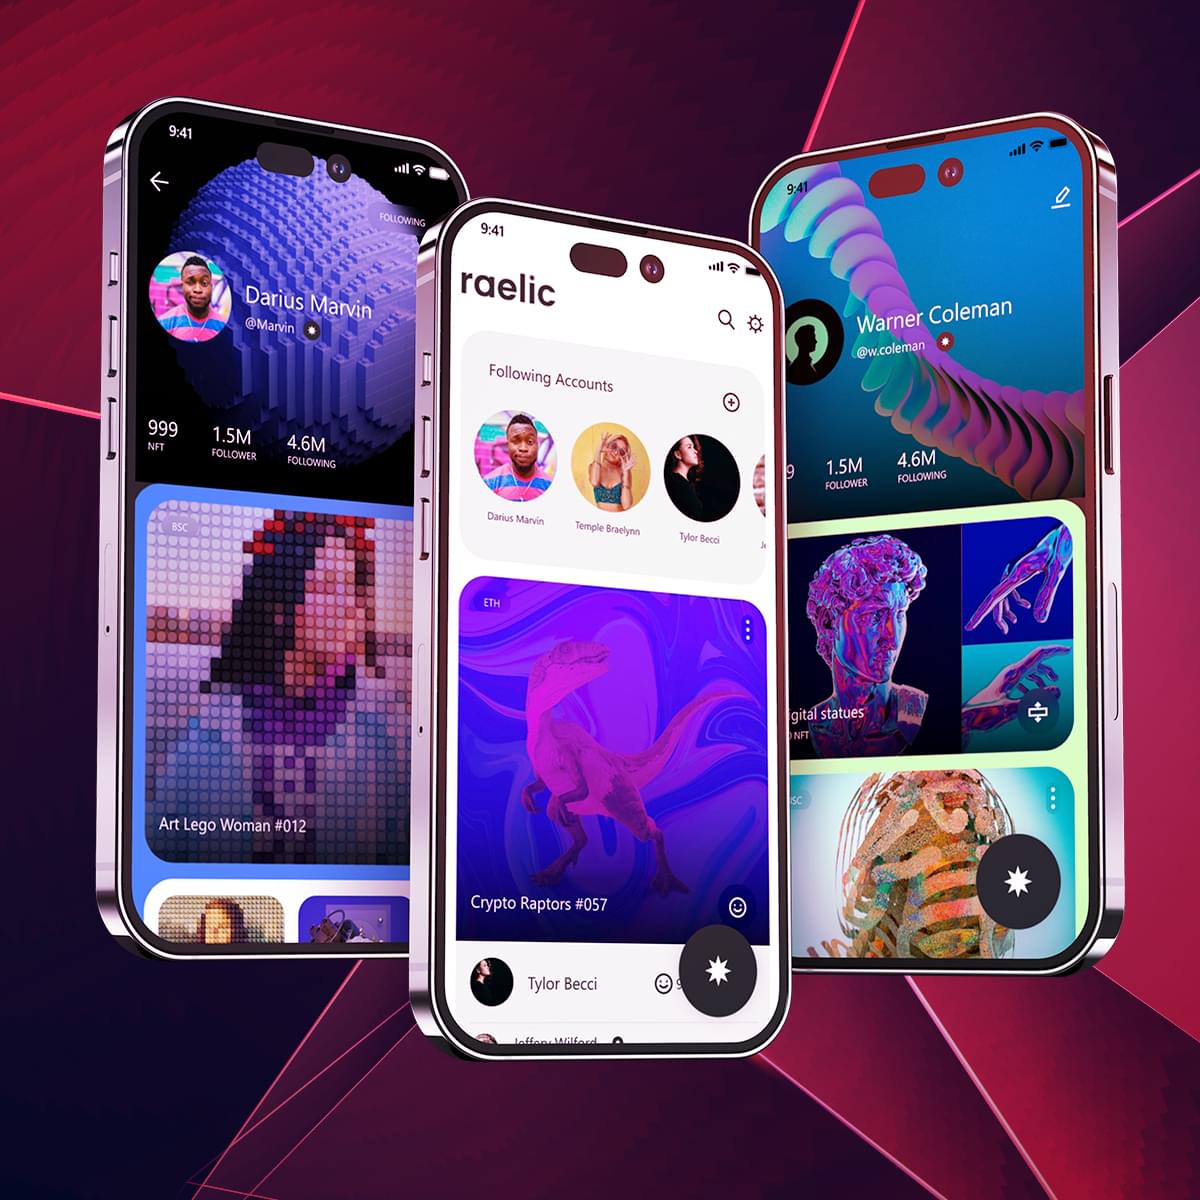 9:41
FOLLOWING
Darius Marvin
@Marvin
999
NFT
1.5M
FOLLOWER
4.6M
FOLLOWING
BSC
Art Lego Woman #012
9:41
raelic
Following Accounts
Darius Marvin
Temple Braelynn
Tylor Becci
ETH
Crypto Raptors #057
Tylor Becci
Jeffery Wilford
9:41
Warner Coleman
@w.coleman
9
1.5M
FOLLOWER
4.6M
FOLLOWING
igital statues
NFT
BSC